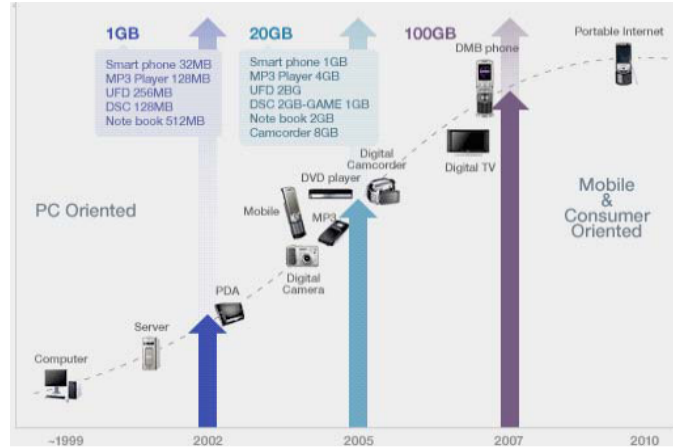 1GB
Smart phone 32MB
MP3 Player 128MB
UFD 256MB
DSC 128MB
Note book 512MB
20GB
Smart phone 1GB
MP3 Player 4GB
UFD 2BG
DSC 2GB-GAME 1GB
Note book 2GB
Camcorder 8GB
100GB
DMB phone
Portable Internet
Digital
Camcorder
DVD player
Digital TV
Mobile
MP3
PC Oriented
Mobile
&
Consumer
Oriented
Digital
Camera
PDA
Server
Computer
~1999
2002
2005
2007
2010